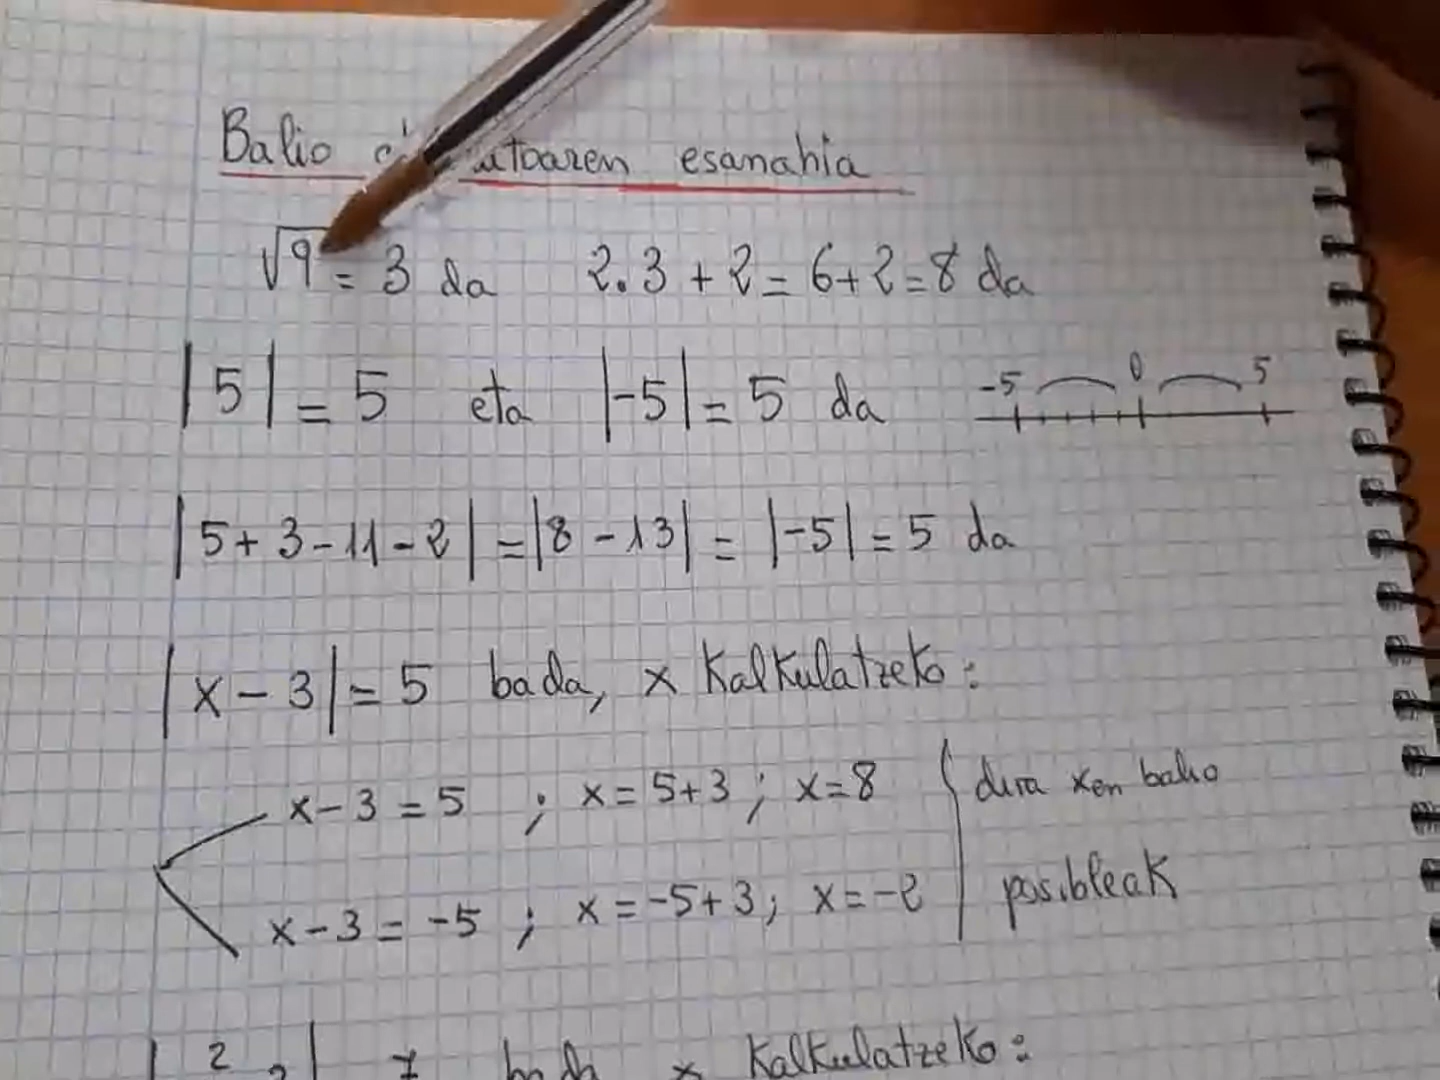 Balio esanahia
√9 = 3 da 2.3 + 2 = 6+2 = 8 da
|5| = 5 eta |-5| = 5 da -5 0 5
|5+3-11-2| = |8-13| = |-5| = 5 da
|x-3| = 5 bada, x kalkulatzeko:
x-3 = 5 ; x = 5+3 ; x = 8 dira xen balio
x-3 = -5 ; x = -5+3 ; x = -2 posibleak
bada x kalkulatzeko: